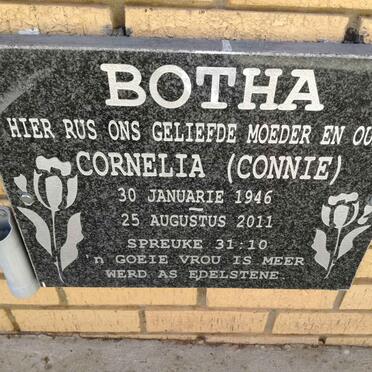 BOTHA
HIER RUS ONS GELIEFDE MOEDER EN OU
CORNELIA (CONNIE)
30 JANUARIE 1946
–
25 AUGUSTUS 2011
SPREUKE 31:10
'n GOEIE VROU IS MEER
WERD AS EDELSTENE